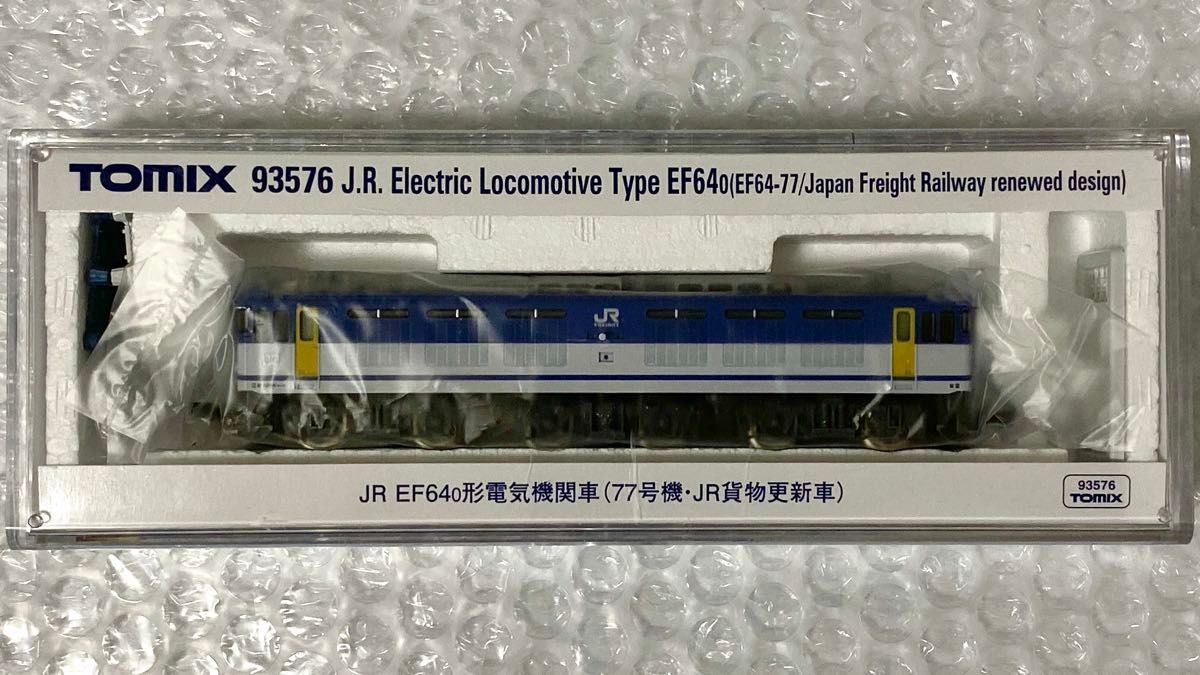 TOMIX 93576 J.R. Electric Locomotive Type EF640(EF64-77/Japan Freight Railway renewed design)
JR
JR EF640形電気機関車(77号機・JR貨物更新車)
93576
TOMIX